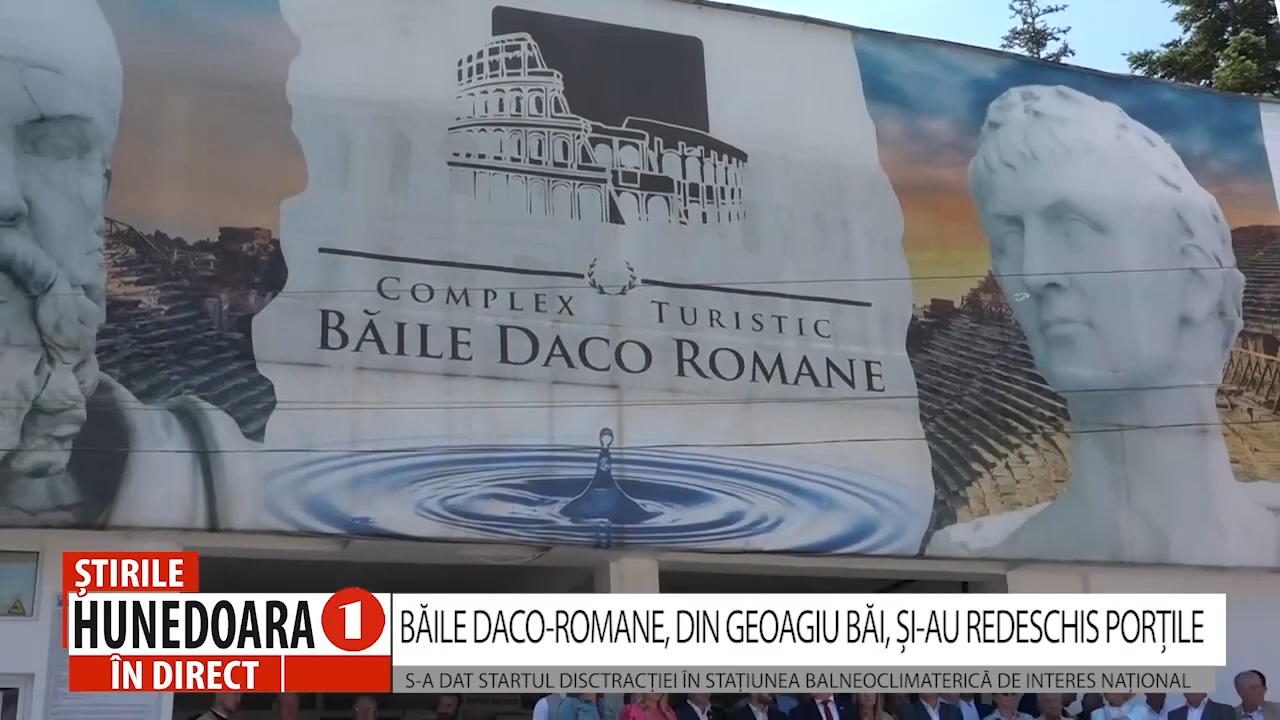 COMPLEX TURISTIC
BĂILE DACO ROMANE
ȘTIRILE
HUNEDOARA 1
ÎN DIRECT
BĂILE DACO-ROMANE, DIN GEOAGIU BĂI, ȘI-AU REDESCHIS PORȚILE
S-A DAT STARTUL DISCTRACȚIEI ÎN STAȚIUNEA BALNEOCLIMATERICĂ DE INTERES NAȚIONAL